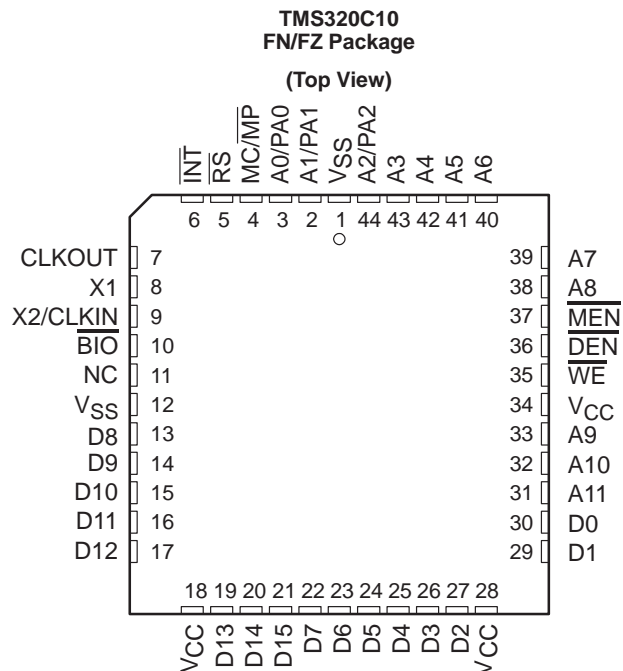 TMS320C10
FN/FZ Package
(Top View)
INT
RS
MC/MP
A0/PA0
A1/PA1
VSS
A2/PA2
A3
A4
A5
A6
6 5 4 3 2 1 44 43 42 41 40
CLKOUT 7
X1 8
X2/CLKIN 9
BIO 10
NC 11
VSS 12
D8 13
D9 14
D10 15
D11 16
D12 17
39 A7
38 A8
37 MEN
36 DEN
35 WE
34 VCC
33 A9
32 A10
31 A11
30 D0
29 D1
18 19 20 21 22 23 24 25 26 27 28
VCC
D13
D14
D15
D7
D6
D5
D4
D3
D2
VCC